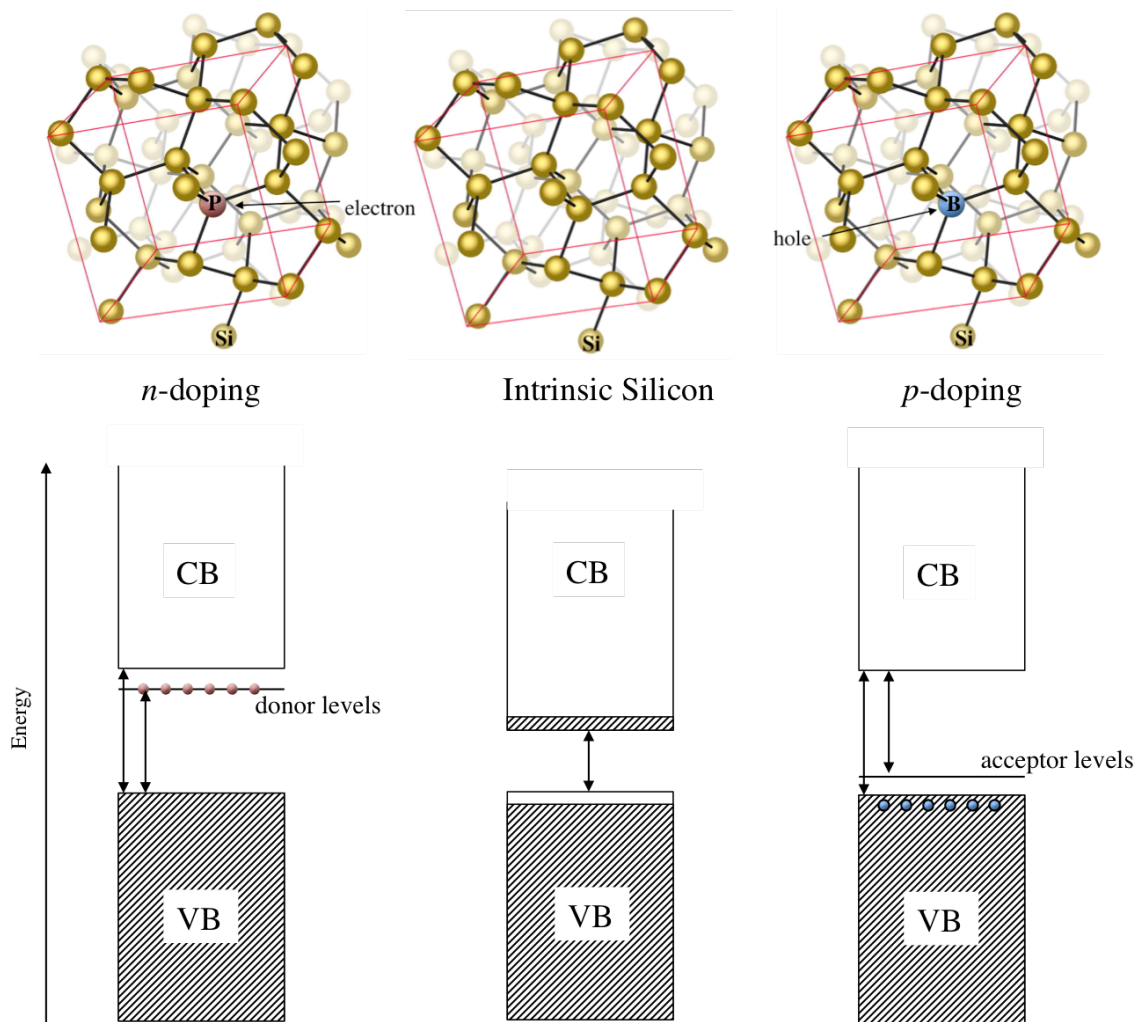 P
electron
Si
Si
B
hole
Si
n-doping
Intrinsic Silicon
p-doping
Energy
CB
donor levels
VB
CB
VB
CB
acceptor levels
VB